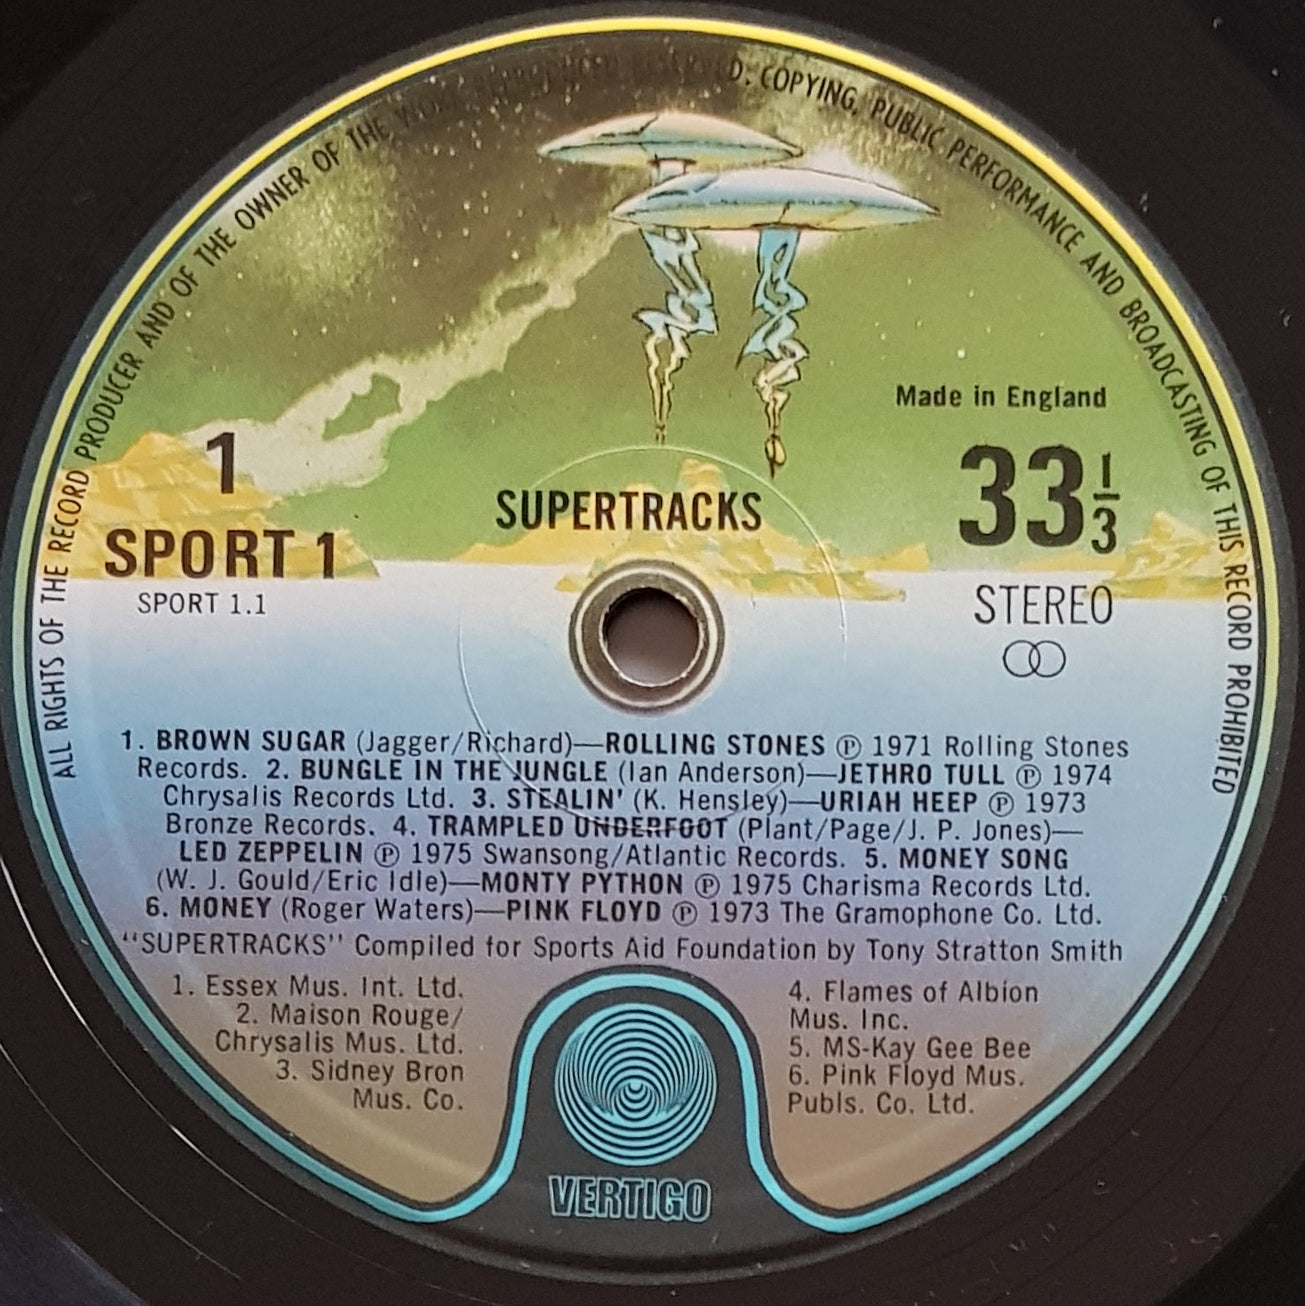 ALL RIGHTS OF THE RECORD PRODUCER AND OF THE OWNER OF THE WORK REPRODUCED RESERVED. COPYING, PUBLIC PERFORMANCE AND BROADCASTING OF THIS RECORD PROHIBITED
Made in England
1
SPORT 1
SPORT 1.1
SUPERTRACKS
33 1/3
STEREO
1. BROWN SUGAR (Jagger/Richard)—ROLLING STONES ℗ 1971 Rolling Stones
Records. 2. BUNGLE IN THE JUNGLE (Ian Anderson)—JETHRO TULL ℗ 1974
Chrysalis Records Ltd. 3. STEALIN' (K. Hensley)—URIAH HEEP ℗ 1973
Bronze Records. 4. TRAMPLED UNDERFOOT (Plant/Page/J. P. Jones)—
LED ZEPPELIN ℗ 1975 Swansong/Atlantic Records. 5. MONEY SONG
(W. J. Gould/Eric Idle)—MONTY PYTHON ℗ 1975 Charisma Records Ltd.
6. MONEY (Roger Waters)—PINK FLOYD ℗ 1973 The Gramophone Co. Ltd.
"SUPERTRACKS" Compiled for Sports Aid Foundation by Tony Stratton Smith
1. Essex Mus. Int. Ltd.
2. Maison Rouge/
Chrysalis Mus. Ltd.
3. Sidney Bron
Mus. Co.
4. Flames of Albion
Mus. Inc.
5. MS-Kay Gee Bee
6. Pink Floyd Mus.
Publs. Co. Ltd.
VERTIGO